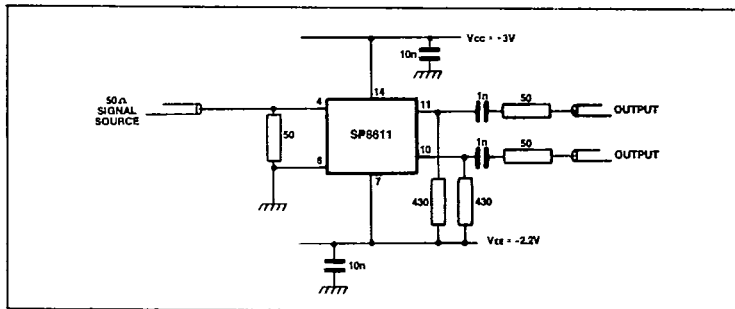 Vcc = +3V
10n
50Ω
SIGNAL
SOURCE
4
14
11
1n
50
OUTPUT
50
SP8611
6
10
1n
50
OUTPUT
7
430
430
VEE = -2.2V
10n